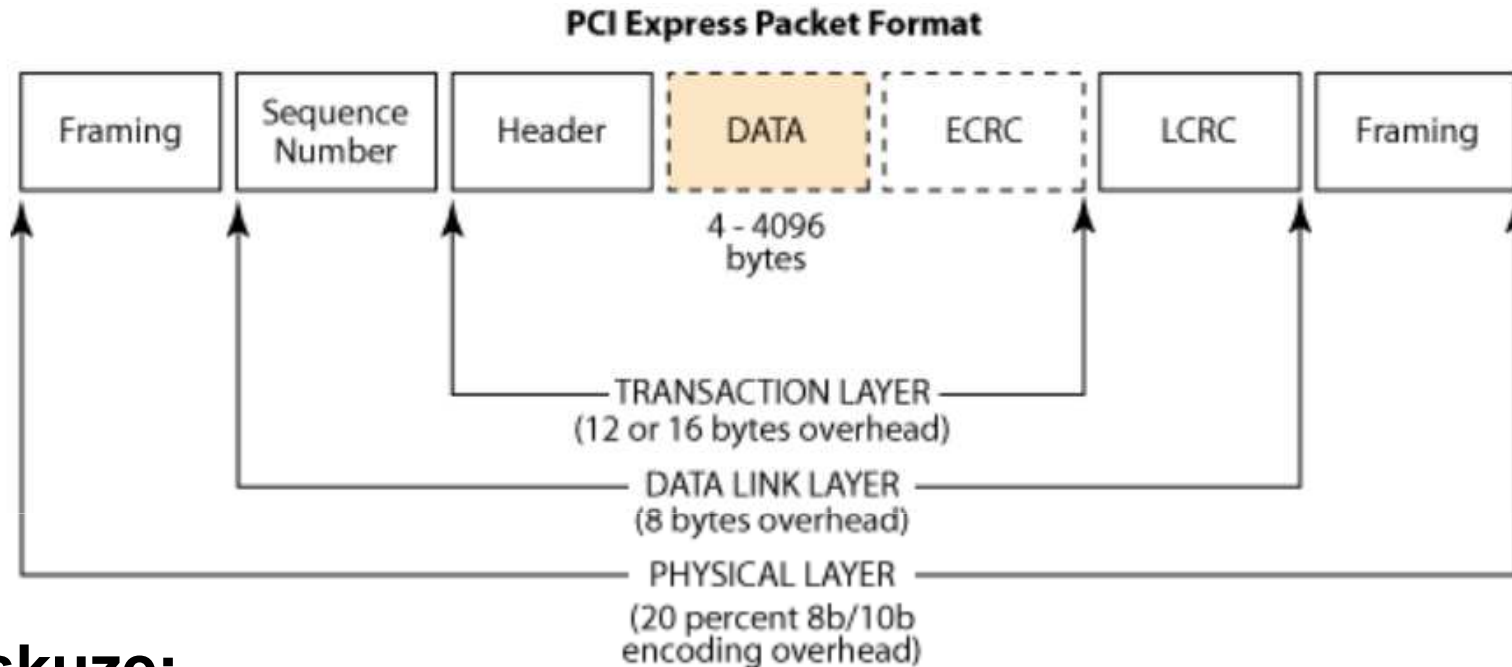 PCI Express Packet Format
Framing
Sequence
Number
Header
DATA
ECRC
LCRC
Framing
4 - 4096
bytes
TRANSACTION LAYER
(12 or 16 bytes overhead)
DATA LINK LAYER
(8 bytes overhead)
PHYSICAL LAYER
(20 percent 8b/10b
encoding overhead)
skuze: